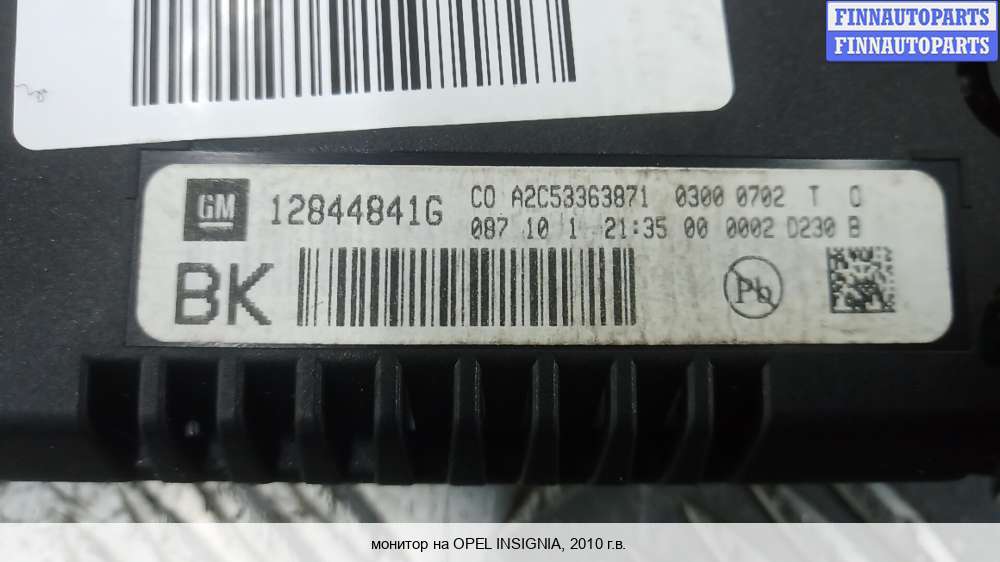 FINNAUTOPARTS
FINNAUTOPARTS
GM 12844841G CO A2C53363871 0300 0702 T 0
087 10 1 21:35 00 0002 D230 B
BK
Pb
монитор на OPEL INSIGNIA, 2010 г.в.